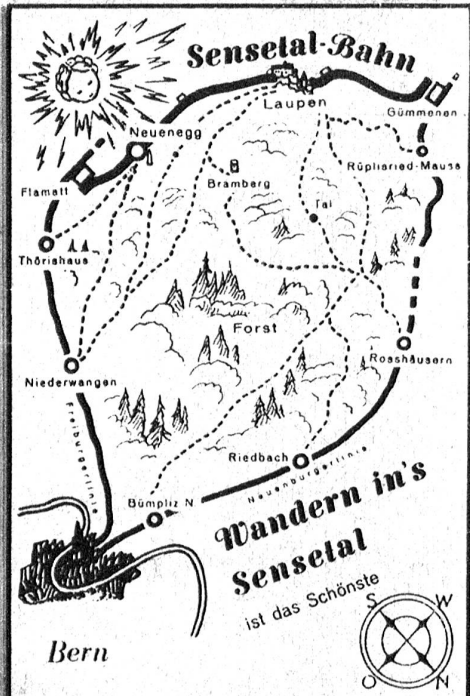 Sensetal-Bahn
Laupen
Gümmenen
Neuenegg
Rüplisried-Mauss
Bramberg
Flamatt
Tal
Thörishaus
Forst
Rosshäusern
Niederwangen
Freiburgerlinie
Riedbach
Neuenburgerlinie
Bümpliz N.
Wandern in's
Sensetal
ist das Schönste
S W
O N
Bern